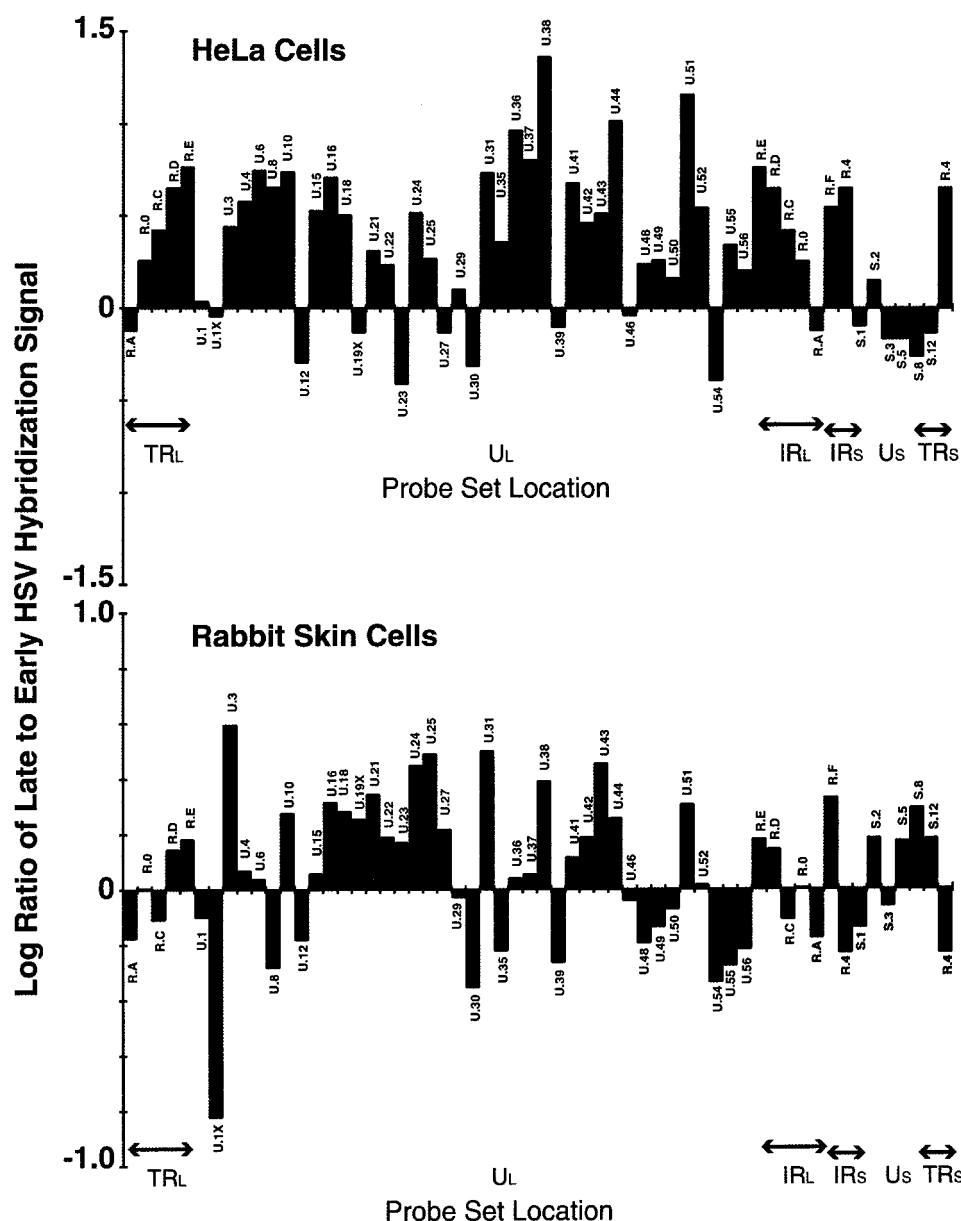 Log Ratio of Late to Early HSV Hybridization Signal
1.5
HeLa Cells
0
-1.5
R.A
R.0
R.C
R.D
R.E
U.1
U.1X
U.3
U.4
U.6
U.8
U.10
U.12
U.15
U.16
U.18
U.19X
U.21
U.22
U.23
U.24
U.25
U.27
U.29
U.30
U.31
U.35
U.36
U.37
U.38
U.39
U.41
U.42
U.43
U.44
U.46
U.48
U.49
U.50
U.51
U.52
U.54
U.55
U.56
R.E
R.D
R.C
R.0
R.A
R.F
R.4
S.1
S.2
S.3
S.5
S.8
S.12
R.4
TRL UL IRL IRS US TRS
Probe Set Location
1.0
Rabbit Skin Cells
0
-1.0
R.A
R.0
R.C
R.D
R.E
U.1
U.1X
U.3
U.4
U.6
U.8
U.10
U.12
U.15
U.16
U.18
U.19X
U.21
U.22
U.23
U.24
U.25
U.27
U.29
U.30
U.31
U.35
U.36
U.37
U.38
U.39
U.41
U.42
U.43
U.44
U.46
U.48
U.49
U.50
U.51
U.52
U.54
U.55
U.56
R.E
R.D
R.C
R.0
R.A
R.F
R.4
S.1
S.2
S.3
S.5
S.8
S.12
R.4
TRL UL IRL IRS US TRS
Probe Set Location